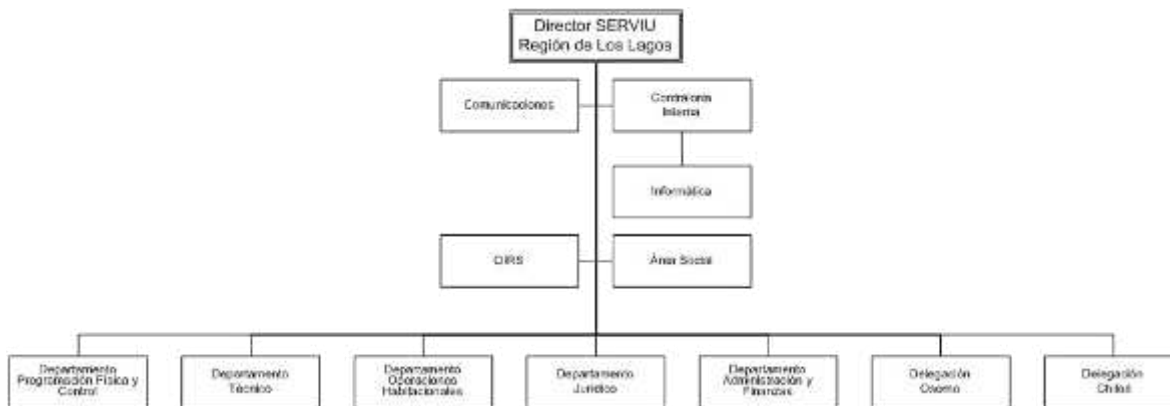 Director SERVIU
Región de Los Lagos
Comunicaciones
Contraloría
Interna
Informática
OIRS
Área Social
Departamento
Programación Física y
Control
Departamento
Técnico
Departamento
Operaciones
Habitacionales
Departamento
Jurídico
Departamento
Administración y
Finanzas
Delegación
Osorno
Delegación
Chiloé